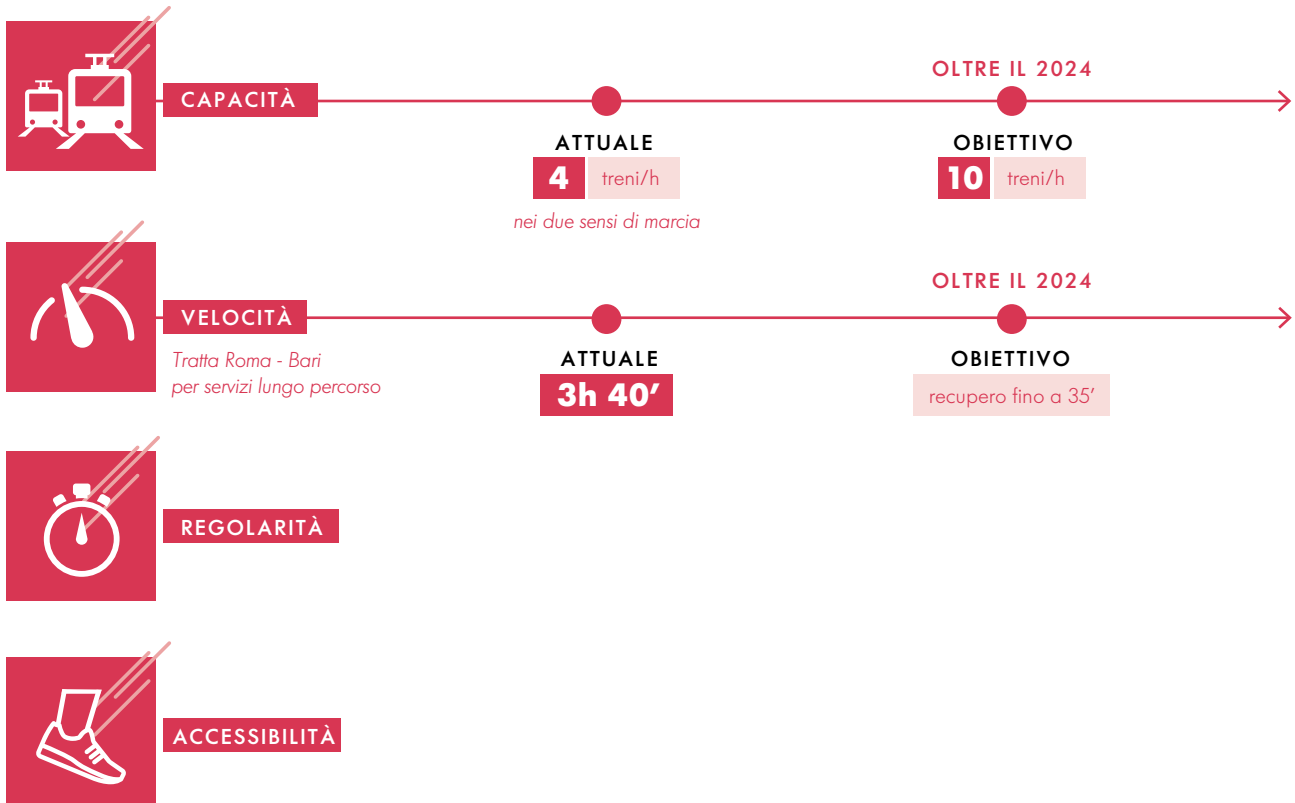 CAPACITÀ
OLTRE IL 2024
ATTUALE
OBIETTIVO
4 treni/h
10 treni/h
nei due sensi di marcia
VELOCITÀ
OLTRE IL 2024
Tratta Roma - Bari
per servizi lungo percorso
ATTUALE
OBIETTIVO
3h 40’
recupero fino a 35’
REGOLARITÀ
ACCESSIBILITÀ